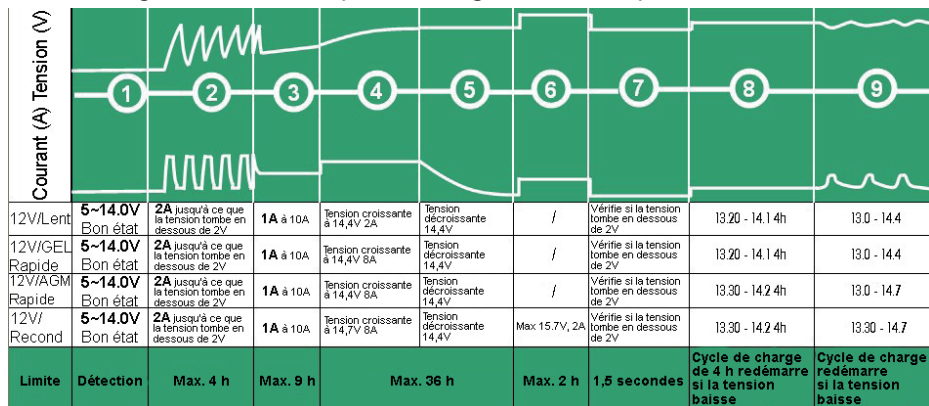 Courant (A) Tension (V)
1 2 3 4 5 6 7 8 9
12V/Lent
5~14.0V
Bon état
2A jusqu'à ce que
la tension tombe en
dessous de 2V
1A à 10A
Tension croissante
à 14,4V 2A
Tension
décroissante
14,4V
/
Vérifie si la tension
tombe en dessous
de 2V
13.20 - 14.1 4h
13.0 - 14.4
12V/GEL
Rapide
5~14.0V
Bon état
2A jusqu'à ce que
la tension tombe en
dessous de 2V
1A à 10A
Tension croissante
à 14,4V 8A
Tension
décroissante
14,4V
/
Vérifie si la tension
tombe en dessous
de 2V
13.20 - 14.1 4h
13.0 - 14.4
12V/AGM
Rapide
5~14.0V
Bon état
2A jusqu'à ce que
la tension tombe en
dessous de 2V
1A à 10A
Tension croissante
à 14,4V 8A
Tension
décroissante
14,4V
/
Vérifie si la tension
tombe en dessous
de 2V
13.30 - 14.2 4h
13.0 - 14.7
12V/
Recond
5~14.0V
Bon état
2A jusqu'à ce que
la tension tombe en
dessous de 2V
1A à 10A
Tension croissante
à 14,7V 8A
Tension
décroissante
14,4V
Max 15.7V, 2A
Vérifie si la tension
tombe en dessous
de 2V
13.30 - 14.2 4h
13.30 - 14.7
Limite
Détection
Max. 4 h
Max. 9 h
Max. 36 h
Max. 2 h
1,5 secondes
Cycle de charge
de 4 h redémarre
si la tension
baisse
Cycle de charge
redémarre
si la tension
baisse